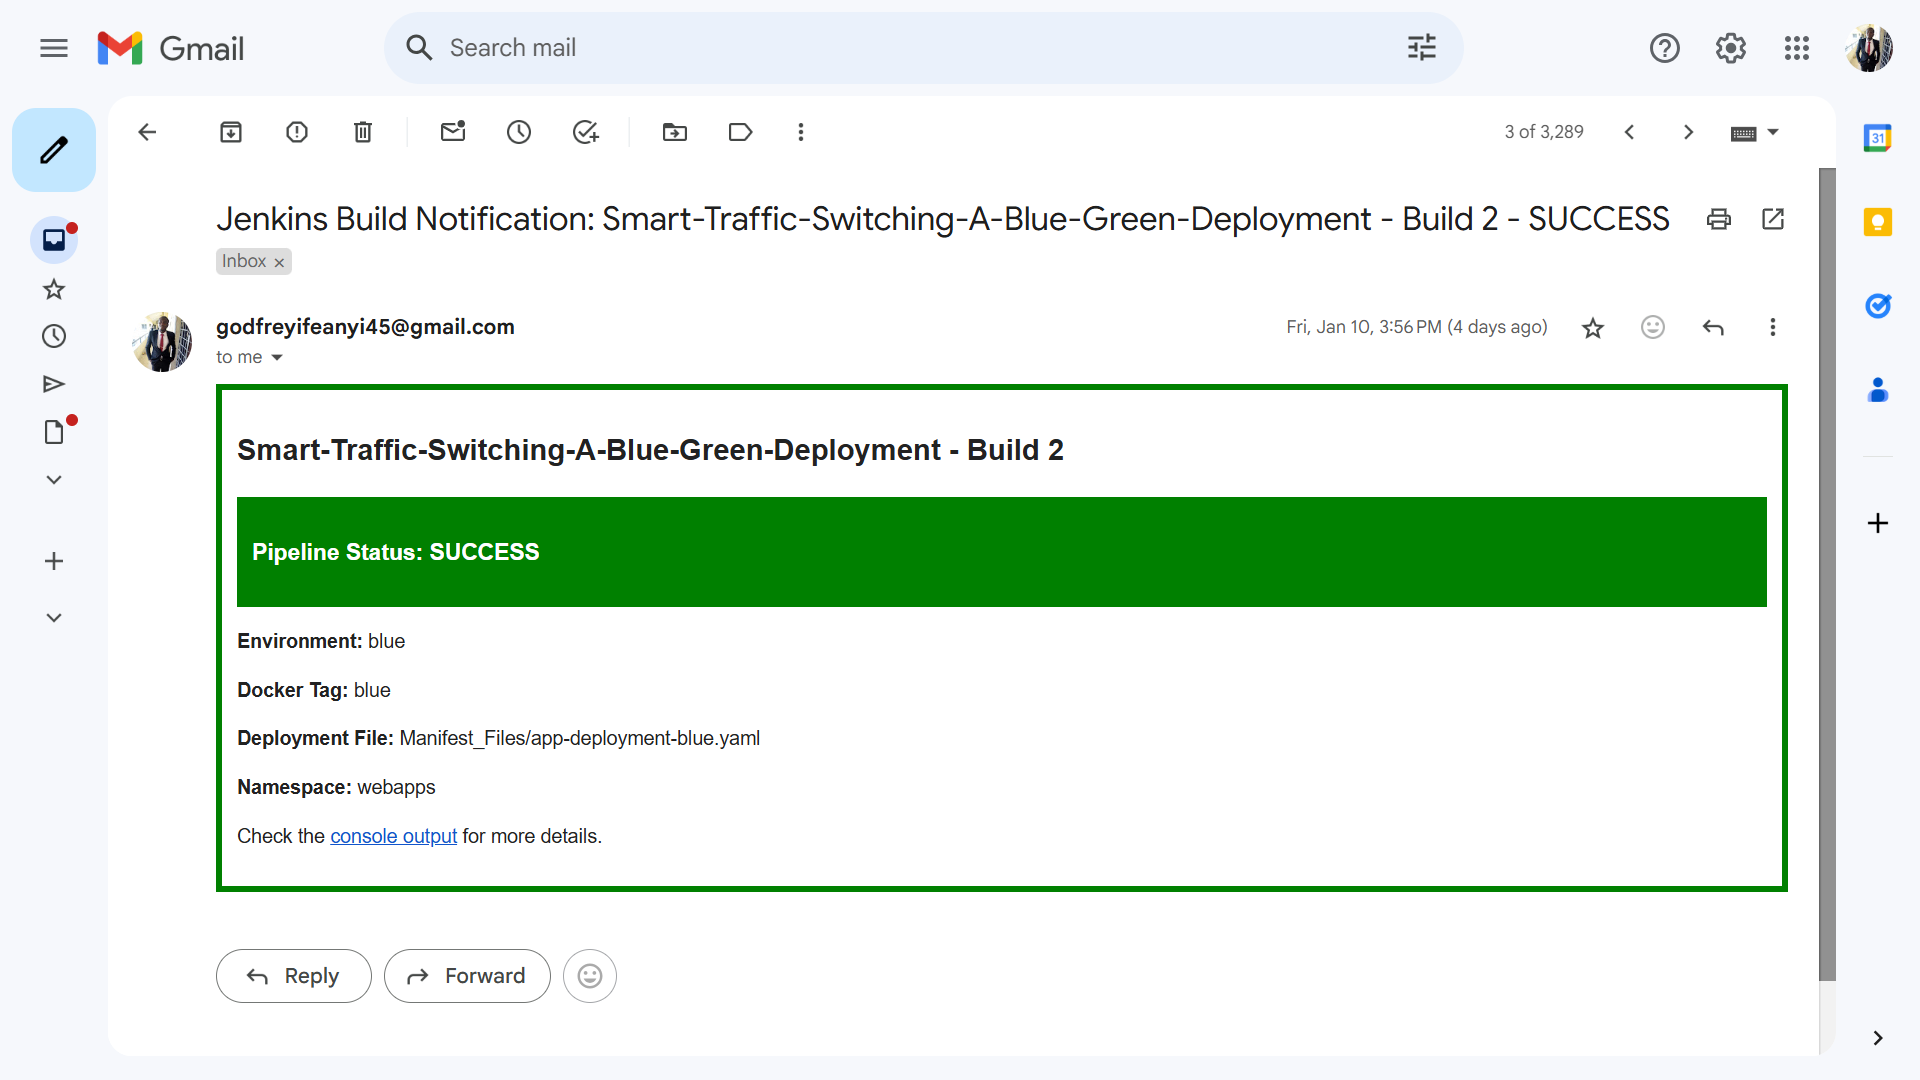 Gmail
Search mail
3 of 3,289
Jenkins Build Notification: Smart-Traffic-Switching-A-Blue-Green-Deployment - Build 2 - SUCCESS
Inbox ×
godfreyifeanyi45@gmail.com
Fri, Jan 10, 3:56 PM (4 days ago)
to me
Smart-Traffic-Switching-A-Blue-Green-Deployment - Build 2
Pipeline Status: SUCCESS
Environment: blue
Docker Tag: blue
Deployment File: Manifest_Files/app-deployment-blue.yaml
Namespace: webapps
Check the console output for more details.
Reply
Forward
31